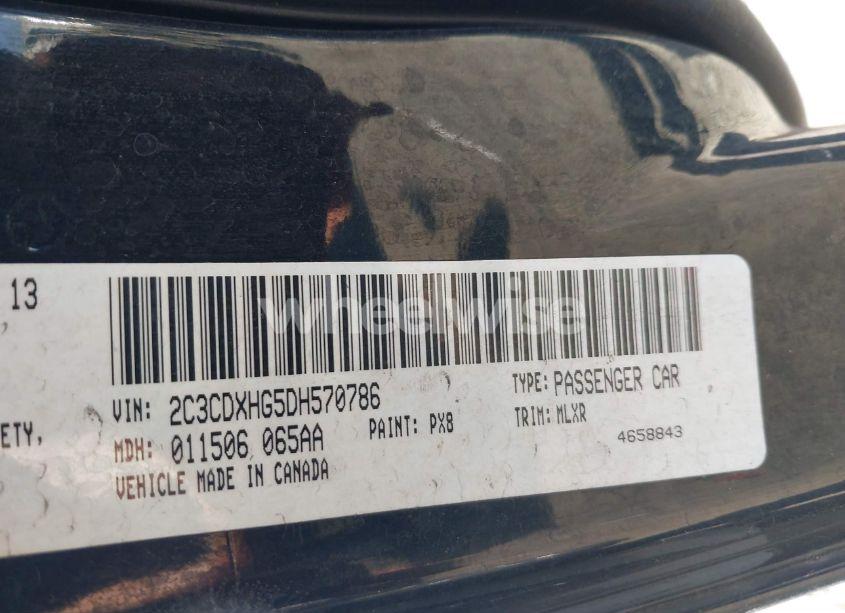 13
wheelwise
VIN: 2C3CDXHG5DH570786
TYPE: PASSENGER CAR
ETY,
MDH: 011506 065AA
PAINT: PX8
TRIM: MLXR
VEHICLE MADE IN CANADA
4658843